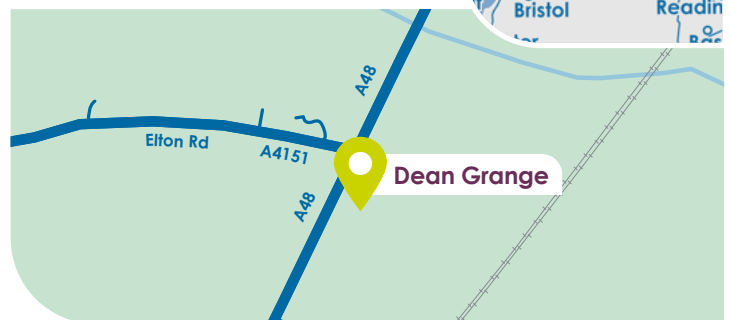 Bristol
Readin
A48
Elton Rd
A4151
Dean Grange
A48